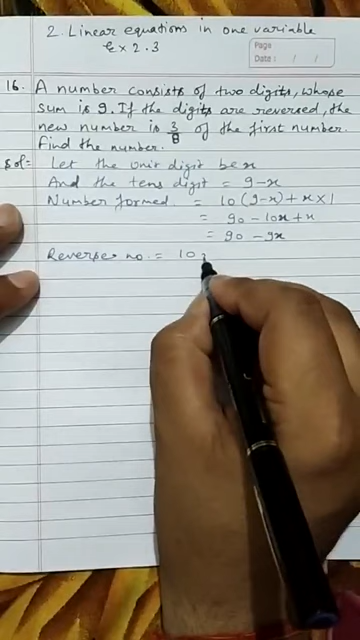 2. Linear equations in one variable
Ex 2.3
Page
Date: / /
16. A number consists of two digits, whose
sum is 9. If the digits are reversed, the
new number is 3/8 of the first number.
Find the number.
Sol= Let the unit digit be x
And the tens digit = 9-x
Number formed = 10(9-x) + x×1
= 90 - 10x + x
= 90 - 9x
Reverse no. = 10